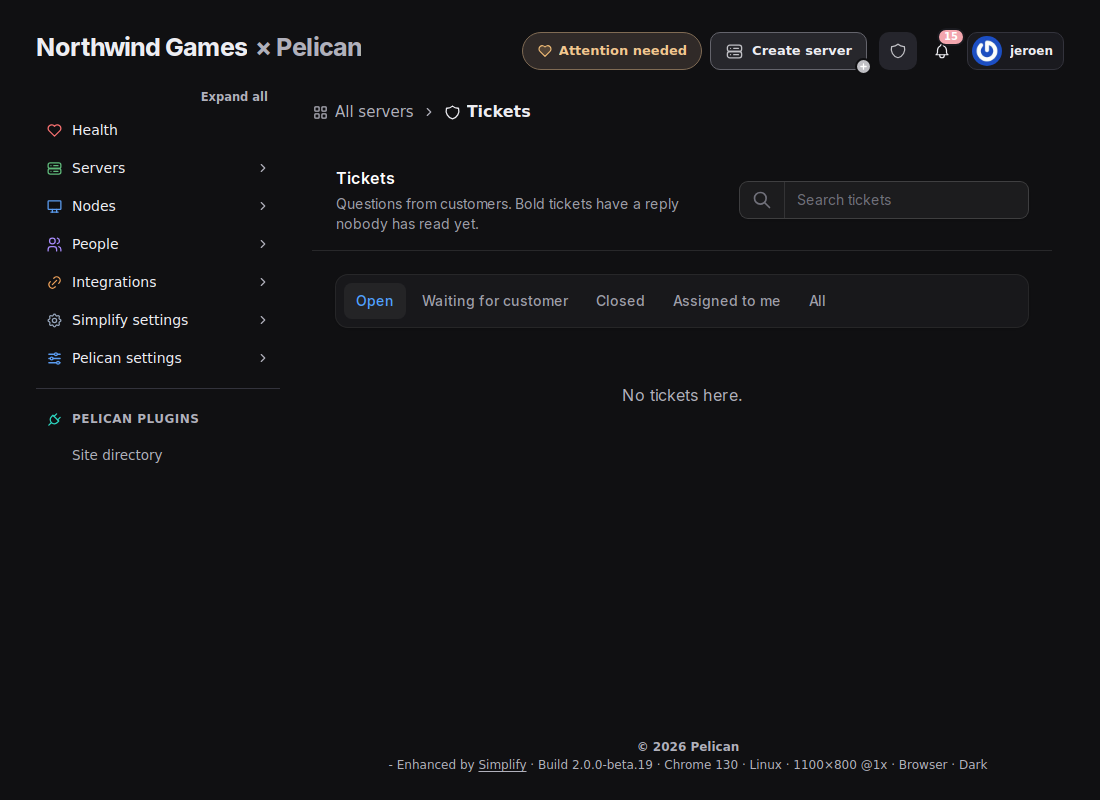 Northwind Games × Pelican
Attention needed
Create server
15
jeroen
Expand all
Health
Servers
Nodes
People
Integrations
Simplify settings
Pelican settings
PELICAN PLUGINS
Site directory
All servers
Tickets
Tickets
Questions from customers. Bold tickets have a reply
nobody has read yet.
Search tickets
Open
Waiting for customer
Closed
Assigned to me
All
No tickets here.
© 2026 Pelican
- Enhanced by Simplify · Build 2.0.0-beta.19 · Chrome 130 · Linux · 1100×800 @1x · Browser · Dark